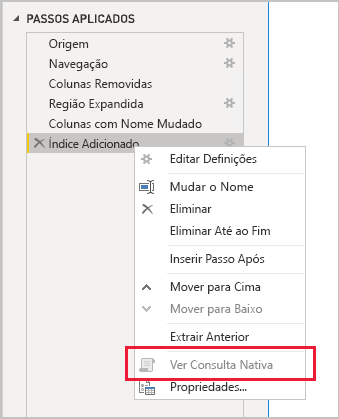 PASSOS APLICADOS
Origem
Navegação
Colunas Removidas
Região Expandida
Colunas com Nome Mudado
Índice Adicionado
Editar Definições
Mudar o Nome
Eliminar
Eliminar Até ao Fim
Inserir Passo Após
Mover para Cima
Mover para Baixo
Extrair Anterior
Ver Consulta Nativa
Propriedades...